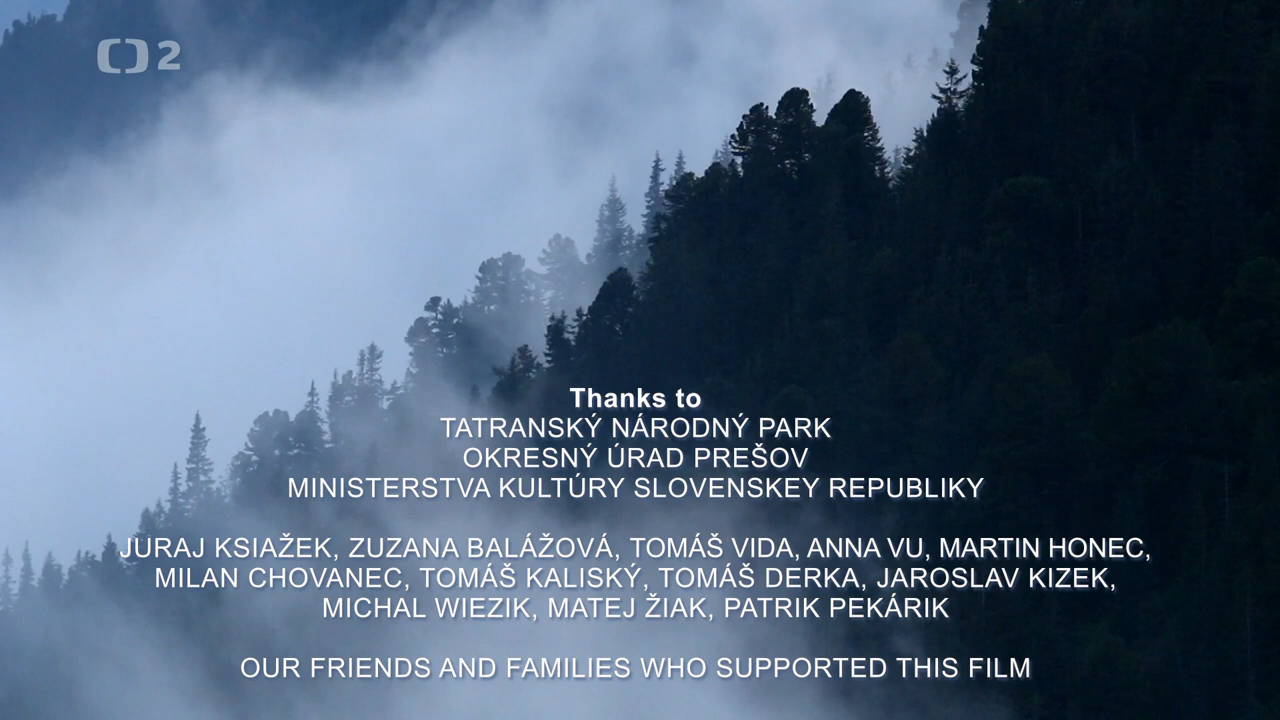 2
Thanks to
TATRANSKÝ NÁRODNÝ PARK
OKRESNÝ ÚRAD PREŠOV
MINISTERSTVA KULTÚRY SLOVENSKEY REPUBLIKY
JURAJ KSIAŽEK, ZUZANA BALÁŽOVÁ, TOMÁŠ VIDA, ANNA VU, MARTIN HONEC,
MILAN CHOVANEC, TOMÁŠ KALISKÝ, TOMÁŠ DERKA, JAROSLAV KIZEK,
MICHAL WIEZIK, MATEJ ŽIAK, PATRIK PEKÁRIK
OUR FRIENDS AND FAMILIES WHO SUPPORTED THIS FILM